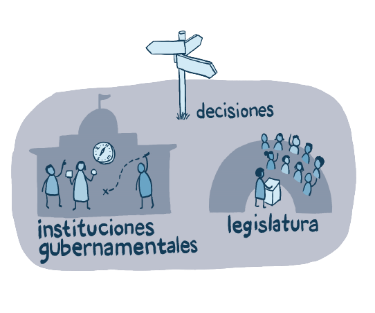 decisiones
instituciones
gubernamentales
legislatura